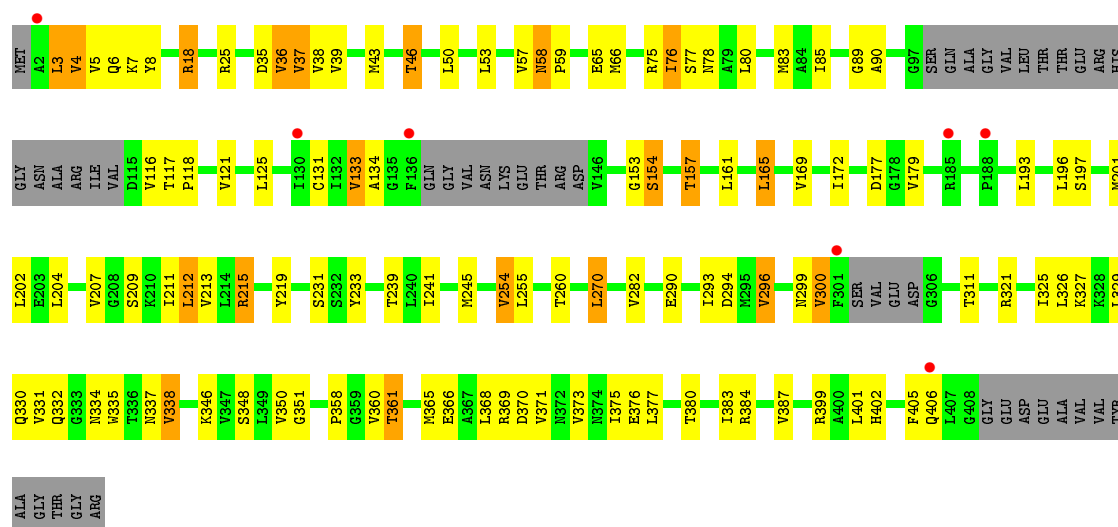 MET A2 L3 V4 V5 Q6 K7 Y8 R18 R25 D35 V36 V37 V38 V39 M43 T46 L50 L53 V57 N58 P59 E65 M66 R75 I76 S77 N78 A79 L80 M83 A84 I85 G89 A90 G97 SER GLN ALA GLY VAL LEU THR THR GLU ARG HIS
GLY ASN ALA ARG ILE VAL D115 V116 T117 P118 V121 L125 I130 C131 I132 V133 A134 G135 F136 GLN GLY VAL ASN LYS GLU THR ARG ASP V146 G153 S154 T157 L161 L165 V169 I172 D177 G178 V179 R185 P188 L193 L196 S197 M201
L202 E203 L204 V207 G208 S209 K210 I211 L212 V213 L214 R215 Y219 S231 S232 Y233 T239 L240 I241 M245 V254 L255 T260 L270 V282 E290 I293 D294 M295 V296 N299 V300 F301 SER VAL GLU ASP G306 T311 R321 I325 L326 K327 K328 L329
Q330 V331 Q332 G333 N334 W335 T336 N337 V338 K346 V347 S348 L349 V350 G351 P358 G359 V360 T361 M365 E366 A367 L368 R369 D370 V371 N372 V373 N374 I375 E376 L377 T380 I383 R384 V387 R399 A400 L401 H402 F405 Q406 L407 G408 GLY GLU ASP GLU ALA VAL VAL TYR
ALA GLY THR GLY ARG